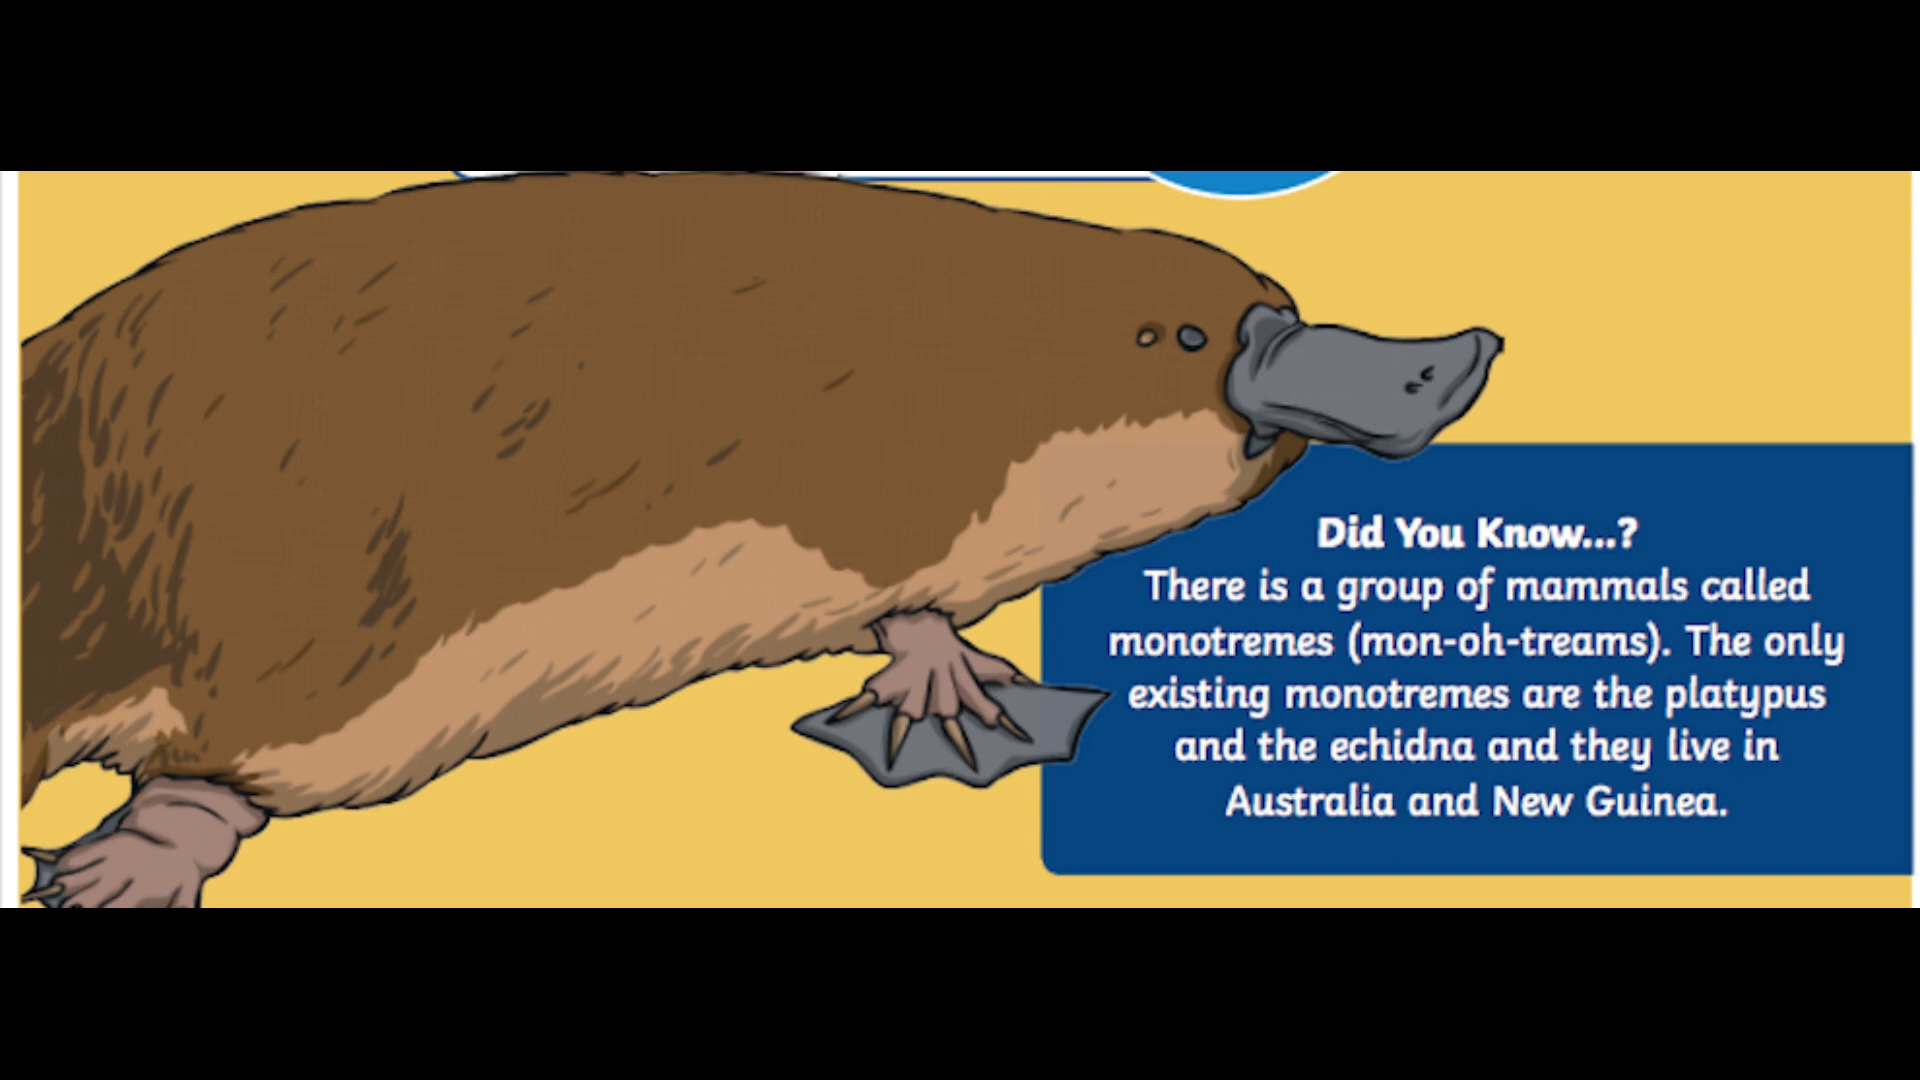 Did You Know...?
There is a group of mammals called
monotremes (mon-oh-treams). The only
existing monotremes are the platypus
and the echidna and they live in
Australia and New Guinea.